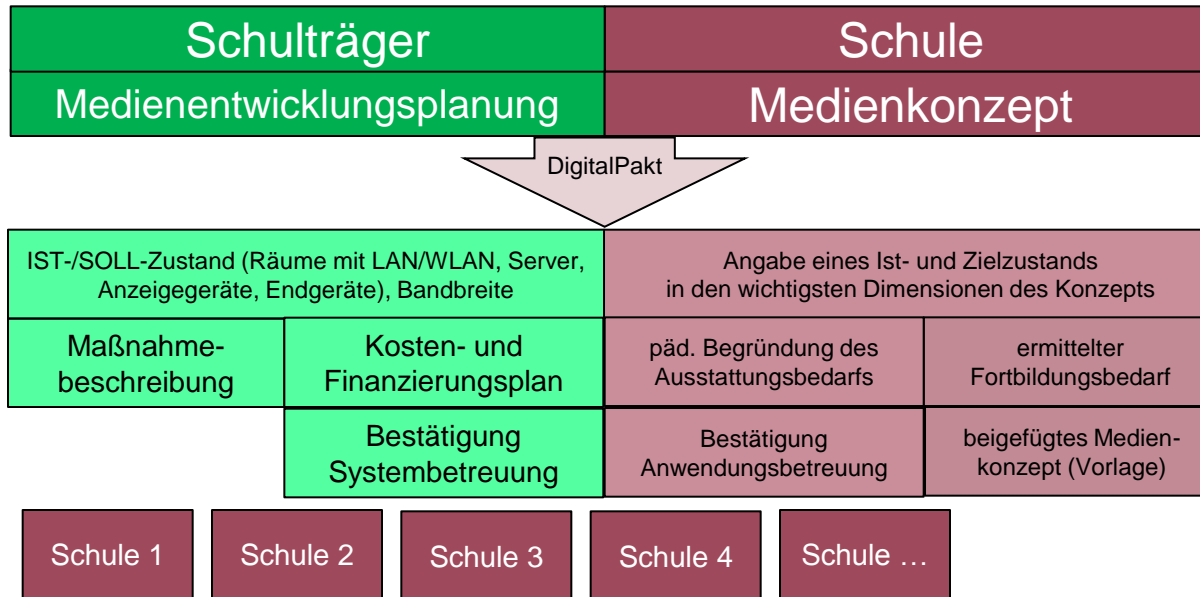 Schulträger
Schule
Medienentwicklungsplanung
Medienkonzept
DigitalPakt
IST-/SOLL-Zustand (Räume mit LAN/WLAN, Server,
Anzeigegeräte, Endgeräte), Bandbreite
Angabe eines Ist- und Zielzustands
in den wichtigsten Dimensionen des Konzepts
Maßnahme-
beschreibung
Kosten- und
Finanzierungsplan
päd. Begründung des
Ausstattungsbedarfs
ermittelter
Fortbildungsbedarf
Bestätigung
Systembetreuung
Bestätigung
Anwendungsbetreuung
beigefügtes Medien-
konzept (Vorlage)
Schule 1
Schule 2
Schule 3
Schule 4
Schule …